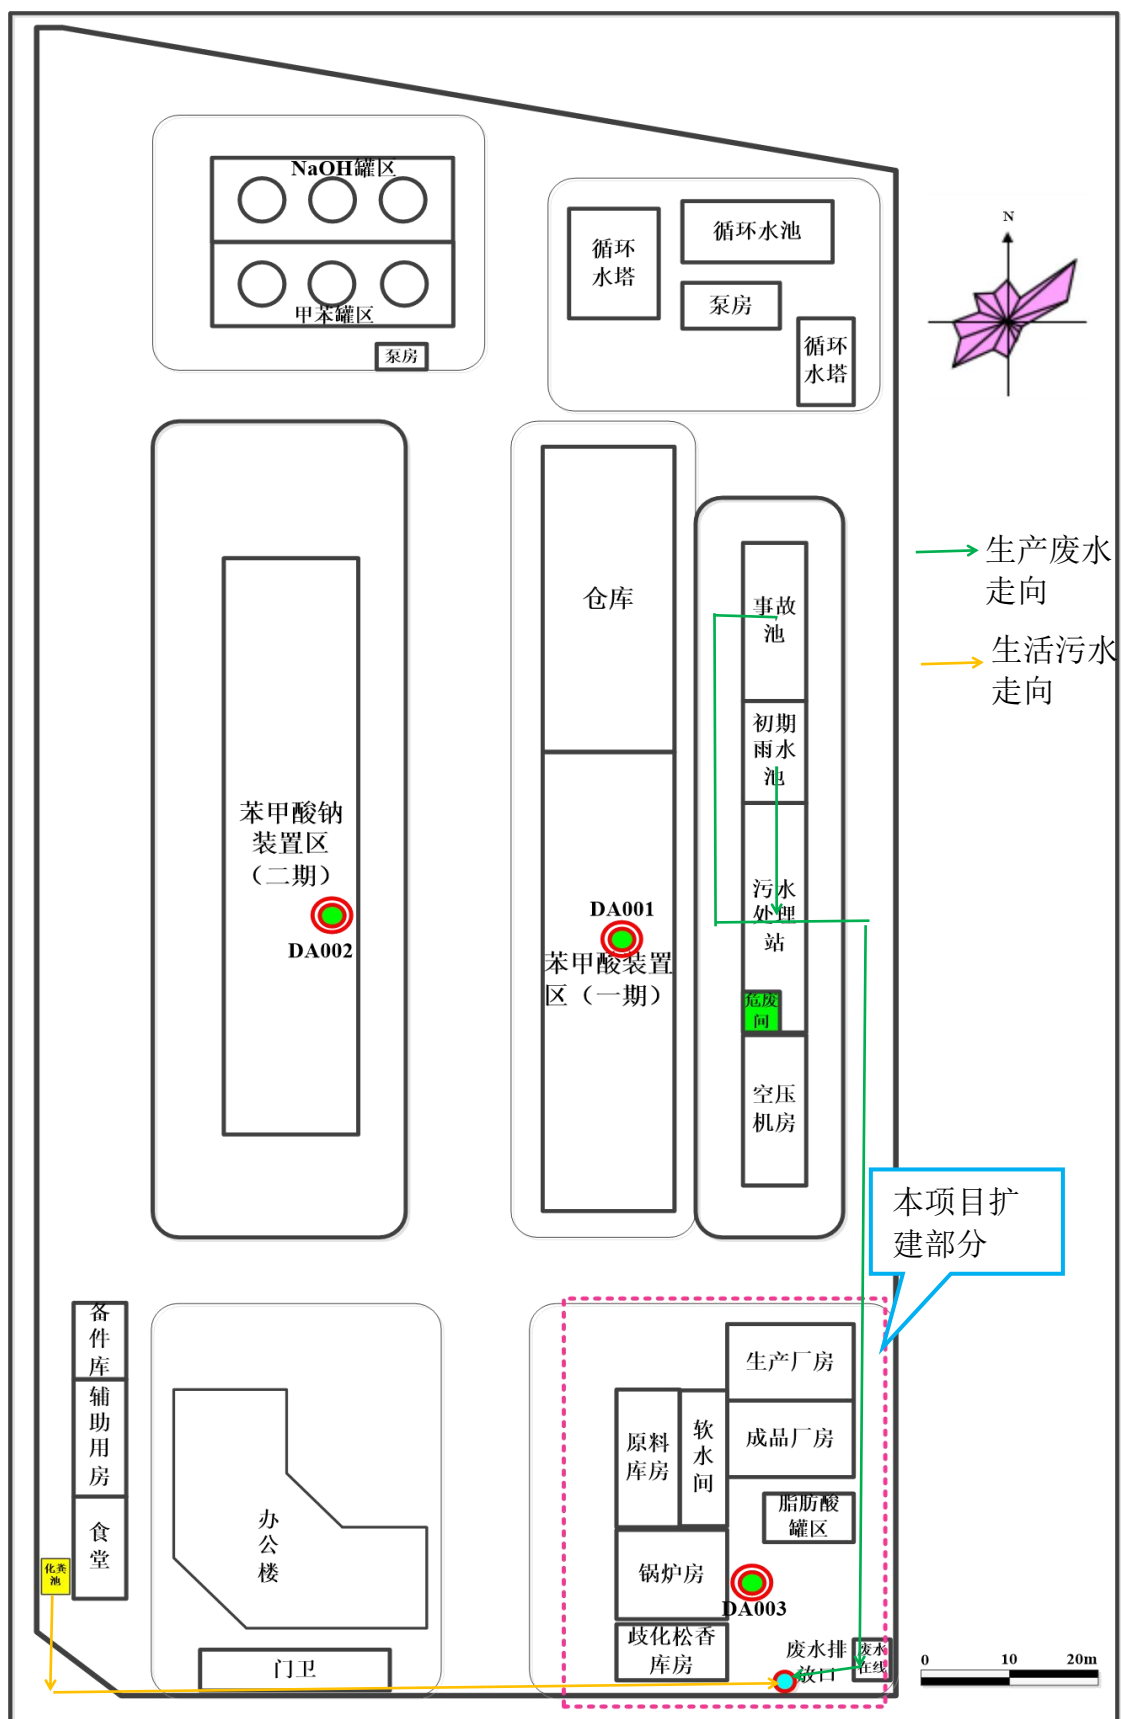 NaOH罐区
甲苯罐区
泵房
循环
水塔
循环水池
泵房
循环
水塔
N
生产废水
走向
生活污水
走向
仓库
事故
池
初期
雨水
池
污水
处理
站
危废
间
空压
机房
苯甲酸钠
装置区
（二期）
DA002
DA001
苯甲酸装置
区（一期）
本项目扩
建部分
备
件
库
辅
助
用
房
食
堂
化粪
池
办
公
楼
门卫
生产厂房
成品厂房
原料
库房
软
水
间
脂肪酸
罐区
锅炉房
DA003
歧化松香
库房
废水排
放口
废水
在线
0 10 20m